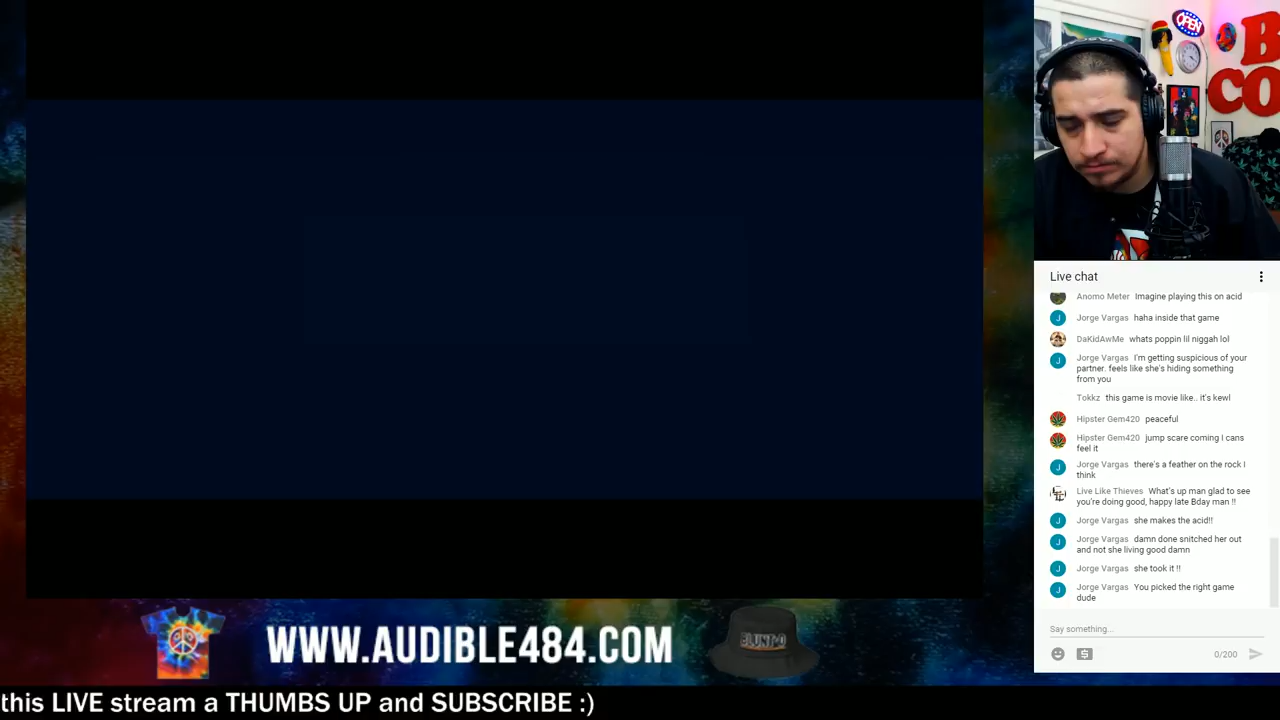 OPEN
B
CO
Live chat
Anomo Meter Imagine playing this on acid
Jorge Vargas haha inside that game
DaKidAwMe whats poppin lil niggah lol
Jorge Vargas I'm getting suspicious of your
partner. feels like she's hiding something
from you
Tokkz this game is movie like.. it's kewl
Hipster Gem420 peaceful
Hipster Gem420 jump scare coming I cans
feel it
Jorge Vargas there's a feather on the rock I
think
Live Like Thieves What's up man glad to see
you're doing good, happy late Bday man !!
Jorge Vargas she makes the acid!!
Jorge Vargas damn done snitched her out
and not she living good damn
Jorge Vargas she took it !!
Jorge Vargas You picked the right game
dude
Say something...
0/200
WWW.AUDIBLE484.COM
this LIVE stream a THUMBS UP and SUBSCRIBE :)